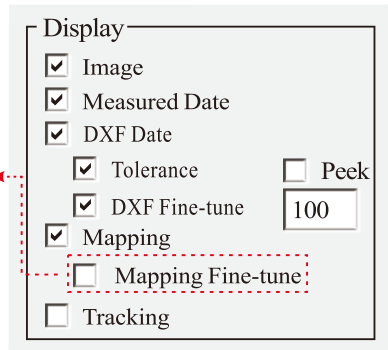 Display
Image
Measured Date
DXF Date
Tolerance Peek
DXF Fine-tune 100
Mapping
Mapping Fine-tune
Tracking